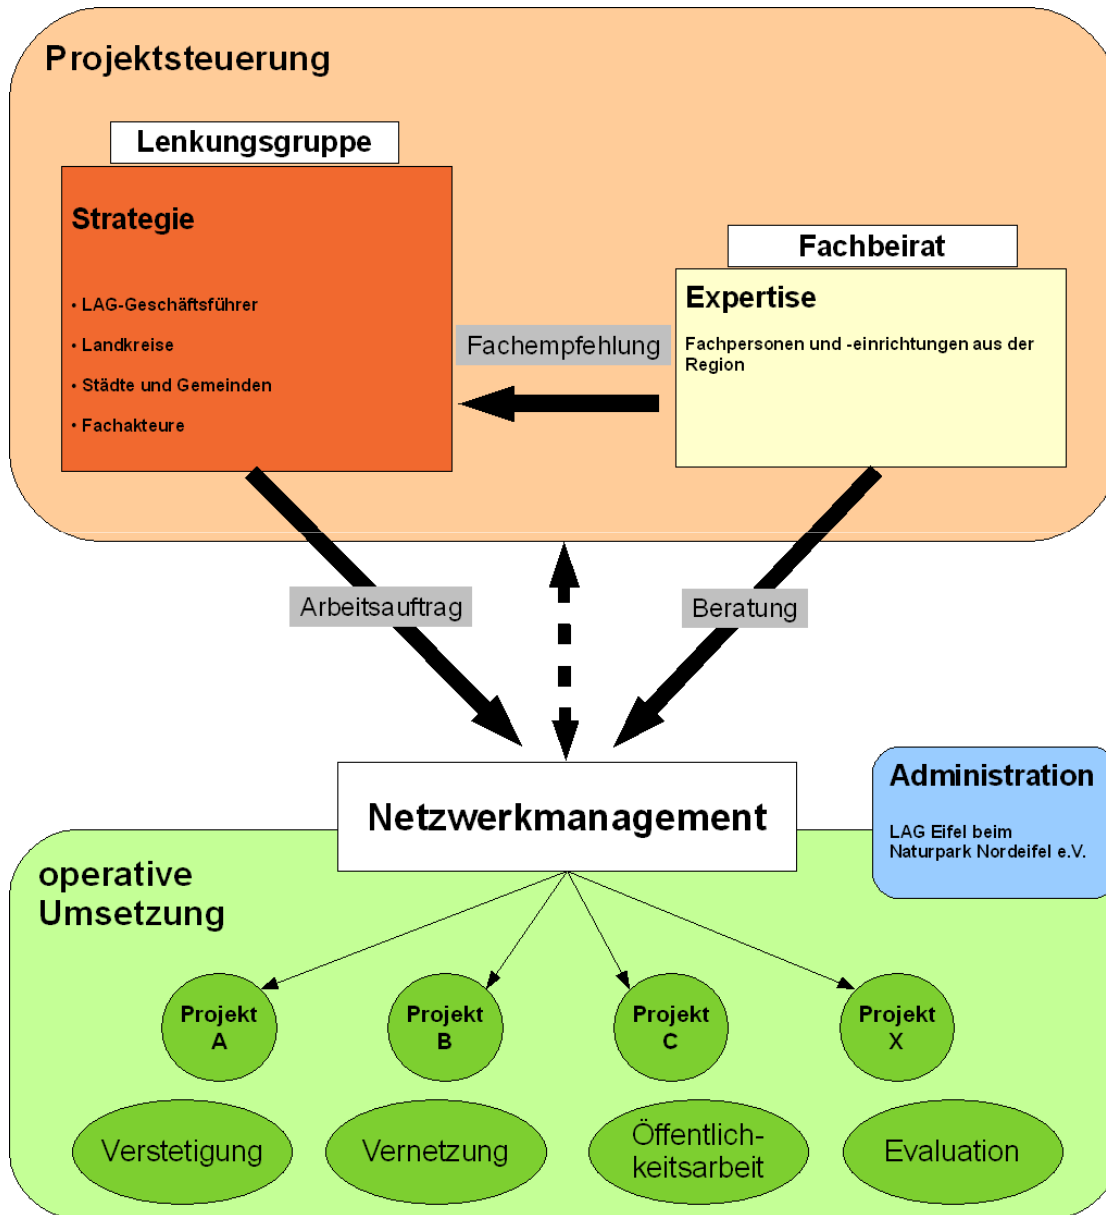 Projektsteuerung
Lenkungsgruppe
Strategie
• LAG-Geschäftsführer
• Landkreise
• Städte und Gemeinden
• Fachakteure
Fachempfehlung
Fachbeirat
Expertise
Fachpersonen und -einrichtungen aus der
Region
Arbeitsauftrag
Beratung
Netzwerkmanagement
Administration
LAG Eifel beim
Naturpark Nordeifel e.V.
operative
Umsetzung
Projekt
A
Projekt
B
Projekt
C
Projekt
X
Verstetigung
Vernetzung
Öffentlich-
keitsarbeit
Evaluation